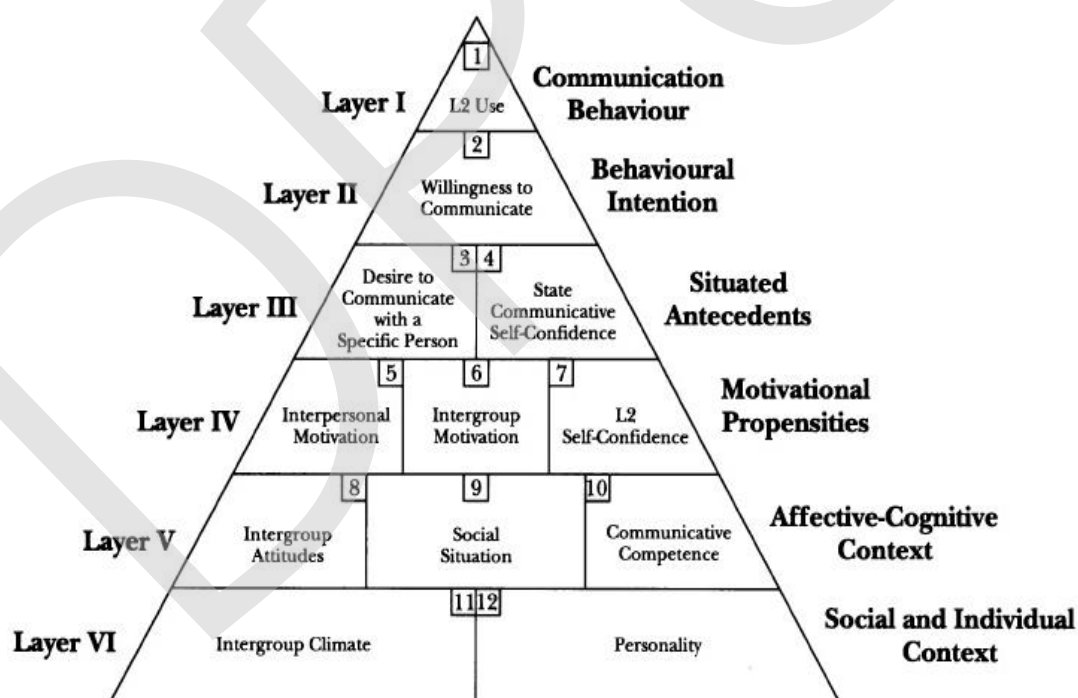 1
Layer I
L2 Use
Communication
Behaviour
2
Layer II
Willingness to
Communicate
Behavioural
Intention
3 4
Layer III
Desire to
Communicate
with a
Specific Person
State
Communicative
Self-Confidence
Situated
Antecedents
5 6 7
Layer IV
Interpersonal
Motivation
Intergroup
Motivation
L2
Self-Confidence
Motivational
Propensities
8 9 10
Layer V
Intergroup
Attitudes
Social
Situation
Communicative
Competence
Affective-Cognitive
Context
11 12
Layer VI
Intergroup Climate
Personality
Social and Individual
Context